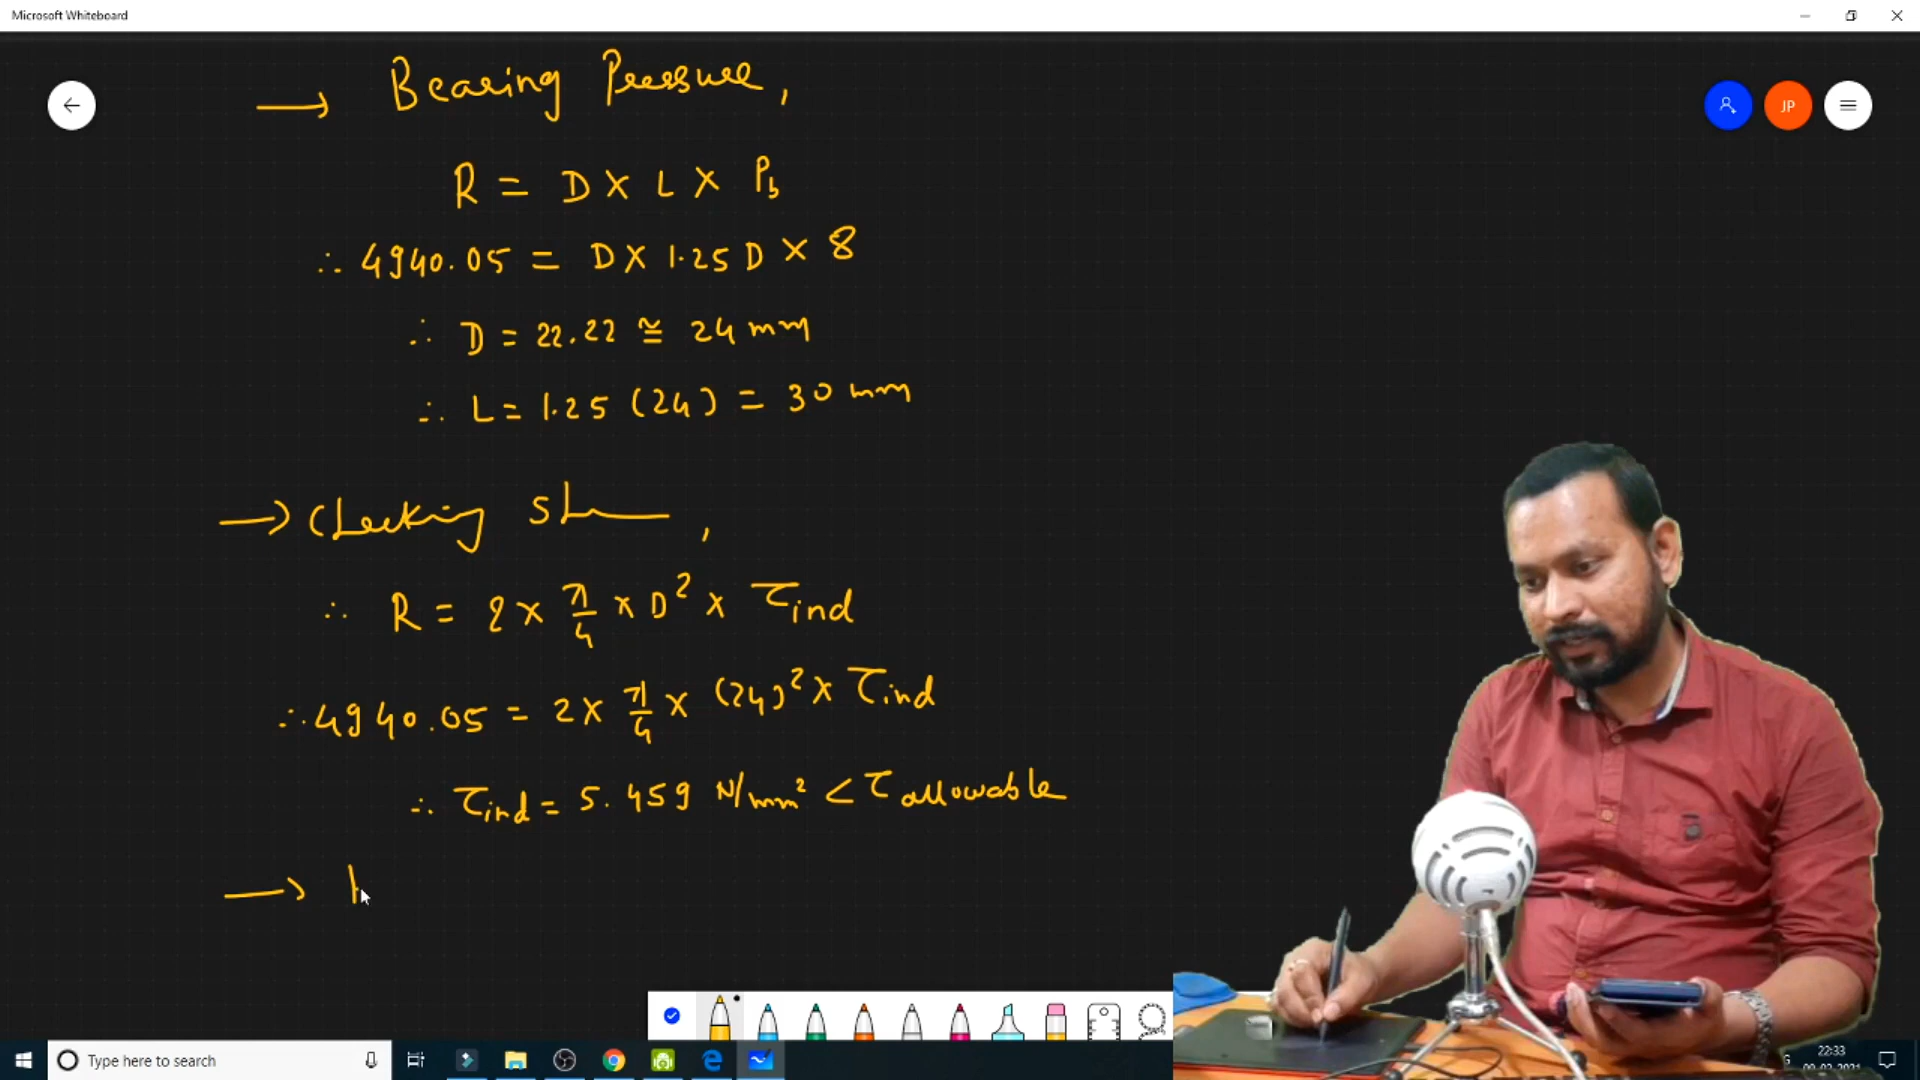 Microsoft Whiteboard
JP
→ Bearing Pressure,
R = D X L X Pb
∴ 4940.05 = D X 1.25 D X 8
∴ D = 22.22 ≅ 24 mm
∴ L = 1.25 (24) = 30 mm
→ Checking
∴ R = 2 x π/4 x D² x τind
∴ 4940.05 = 2 x π/4 x (24)² x τind
∴ τind = 5.459 N/mm² < τ allowable
→
Type here to search
22:33